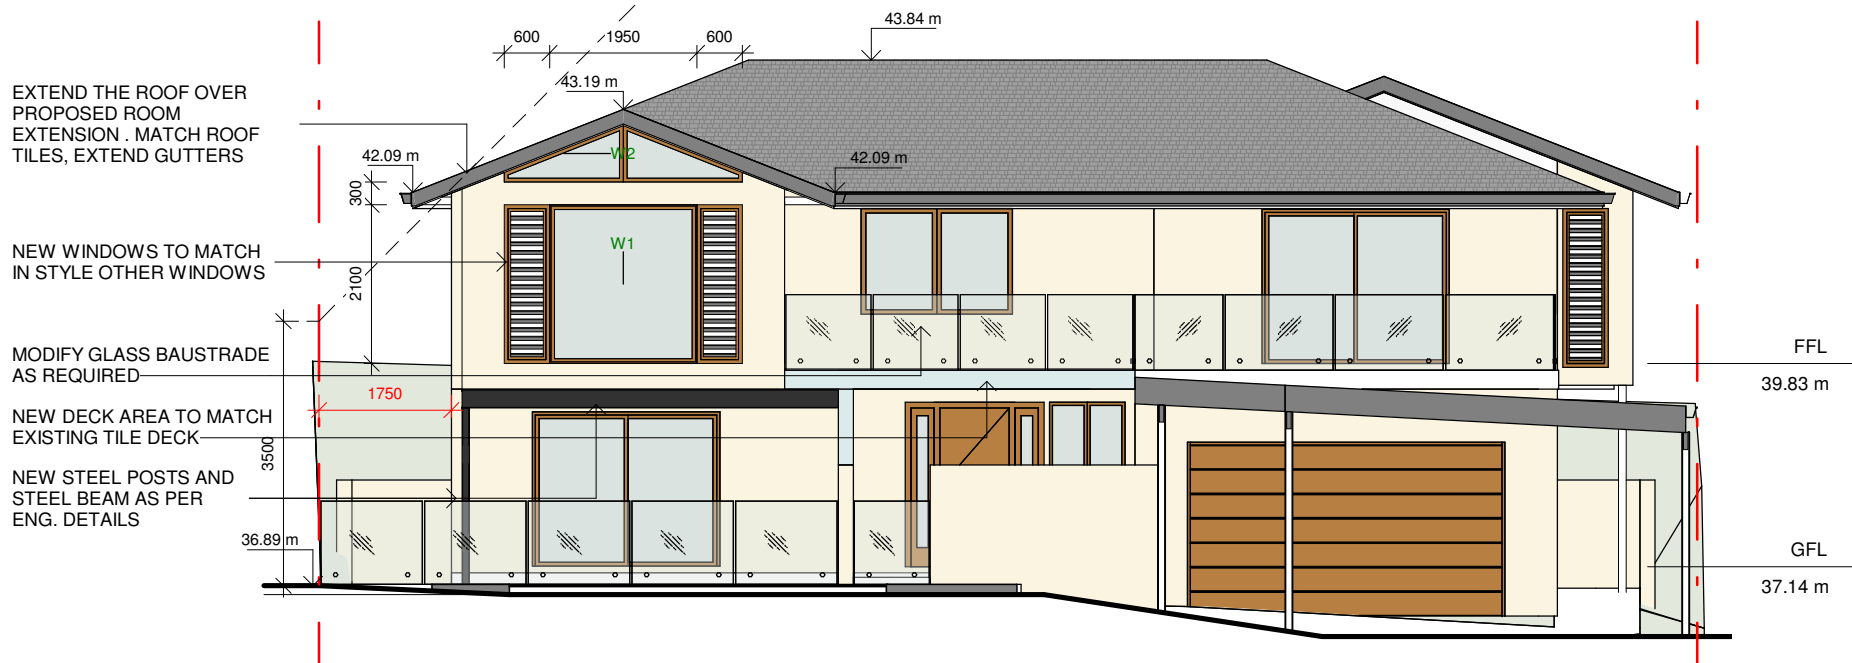 43.84 m
600
1950
600
43.19 m
EXTEND THE ROOF OVER
PROPOSED ROOM
EXTENSION . MATCH ROOF
TILES, EXTEND GUTTERS
42.09 m
W2
42.09 m
300
NEW WINDOWS TO MATCH
IN STYLE OTHER WINDOWS
W1
2100
MODIFY GLASS BAUSTRADE
AS REQUIRED
FFL
39.83 m
1750
NEW DECK AREA TO MATCH
EXISTING TILE DECK
3500
NEW STEEL POSTS AND
STEEL BEAM AS PER
ENG. DETAILS
36.89 m
GFL
37.14 m